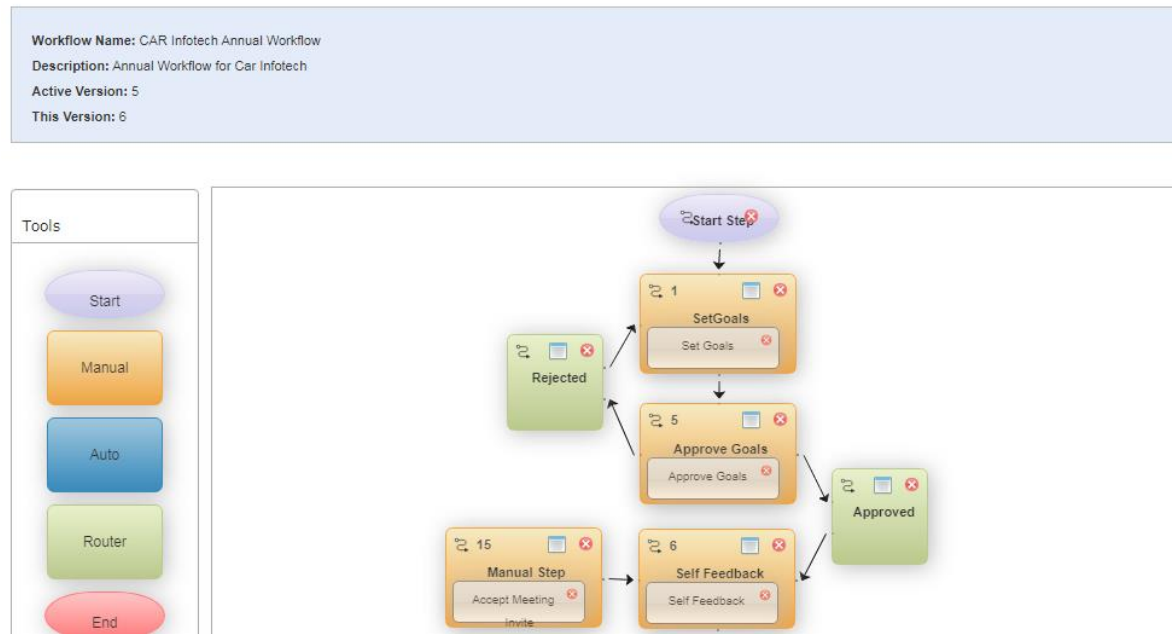 Workflow Name: CAR Infotech Annual Workflow
Description: Annual Workflow for Car Infotech
Active Version: 5
This Version: 6
Tools
Start
Manual
Auto
Router
End
Start Step
1
SetGoals
Set Goals
Rejected
5
Approve Goals
Approve Goals
Approved
15
Manual Step
Accept Meeting
Invite
6
Self Feedback
Self Feedback